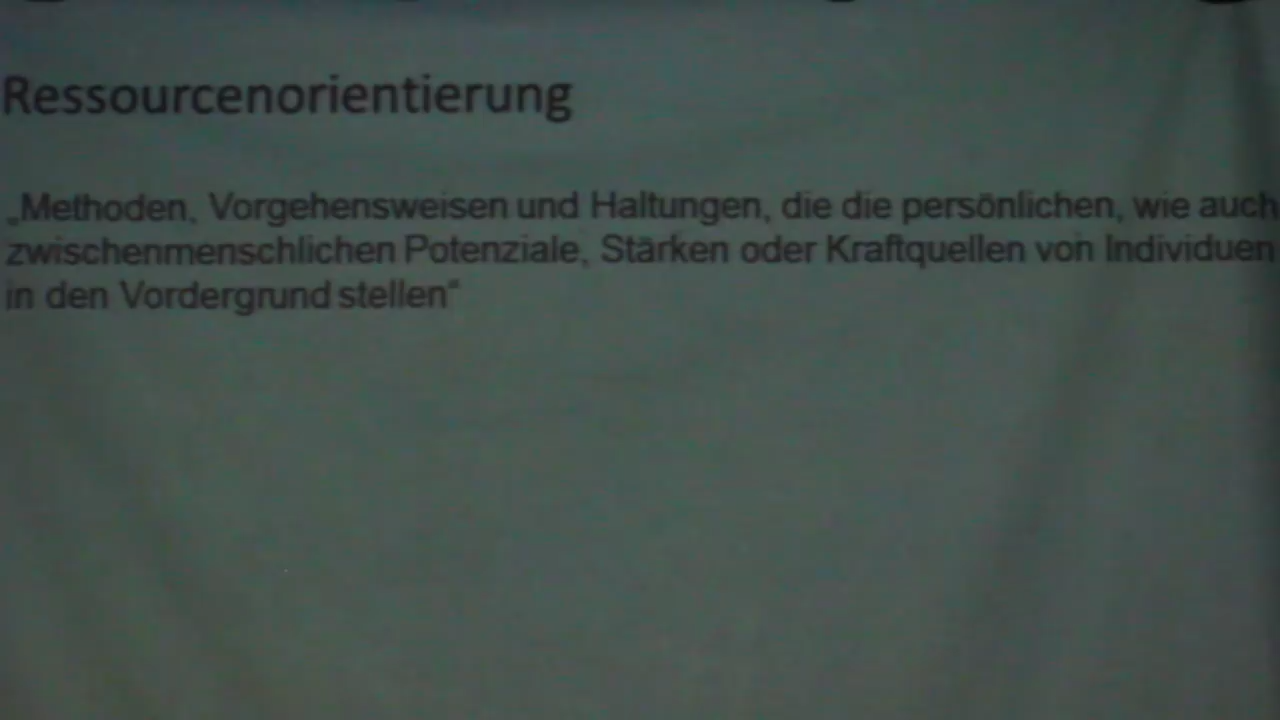 Ressourcenorientierung
„Methoden, Vorgehensweisen und Haltungen, die die persönlichen, wie auch
zwischenmenschlichen Potenziale, Stärken oder Kraftquellen von Individuen
in den Vordergrund stellen“